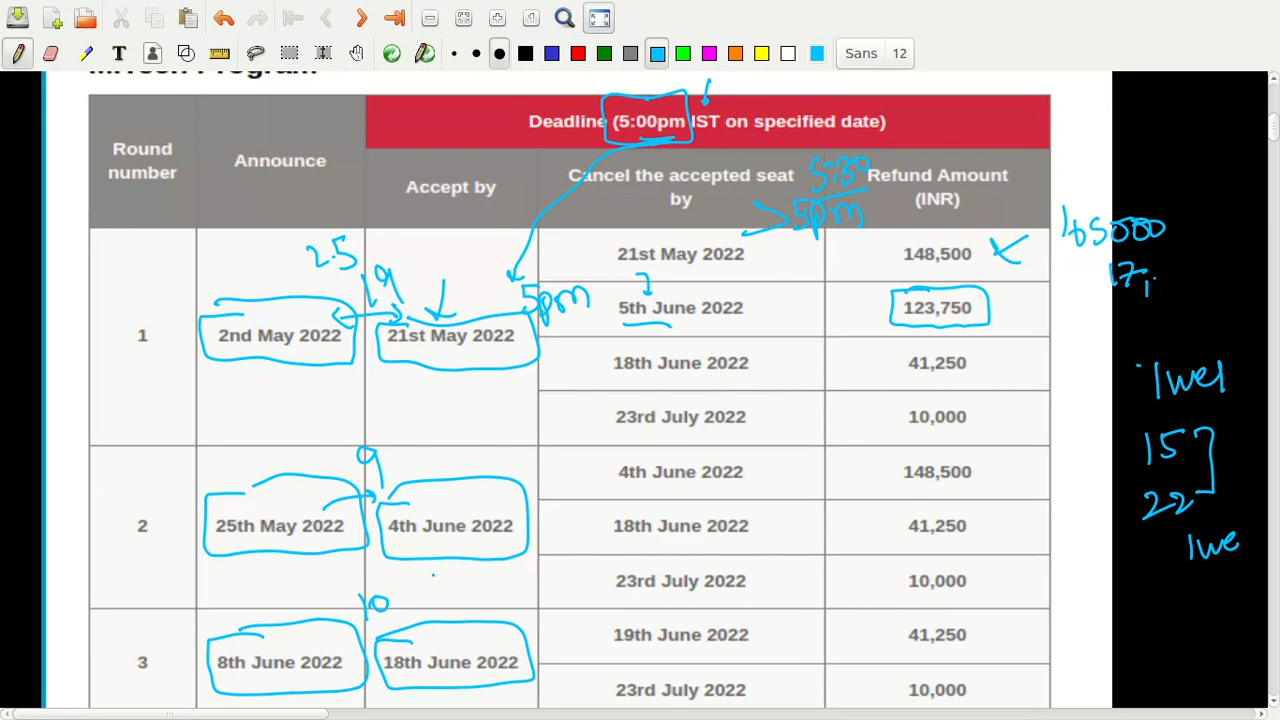 Sans 12
Deadline (5:00pm IST on specified date)
Round number
Announce
Accept by
Cancel the accepted seat by
Refund Amount (INR)
5:30
5pm
165000
17,
2.5
19
5pm
1
2nd May 2022
21st May 2022
21st May 2022
148,500
5th June 2022
123,750
18th June 2022
41,250
23rd July 2022
10,000
9
2
25th May 2022
4th June 2022
4th June 2022
148,500
18th June 2022
41,250
23rd July 2022
10,000
10
3
8th June 2022
18th June 2022
19th June 2022
41,250
23rd July 2022
10,000
15
22
1we